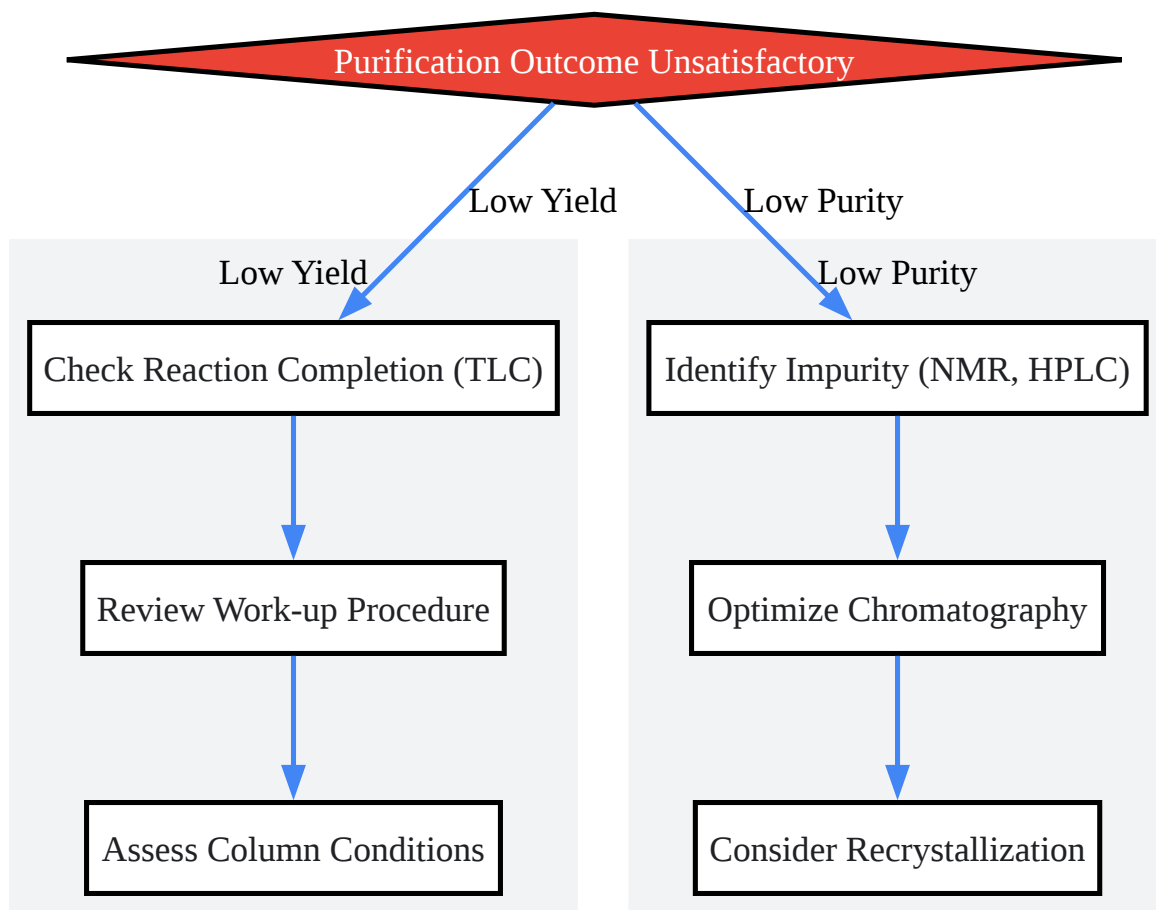 Purification Outcome Unsatisfactory
Low Yield
Low Purity
Low Yield
Low Purity
Check Reaction Completion (TLC)
Identify Impurity (NMR, HPLC)
Review Work-up Procedure
Optimize Chromatography
Assess Column Conditions
Consider Recrystallization